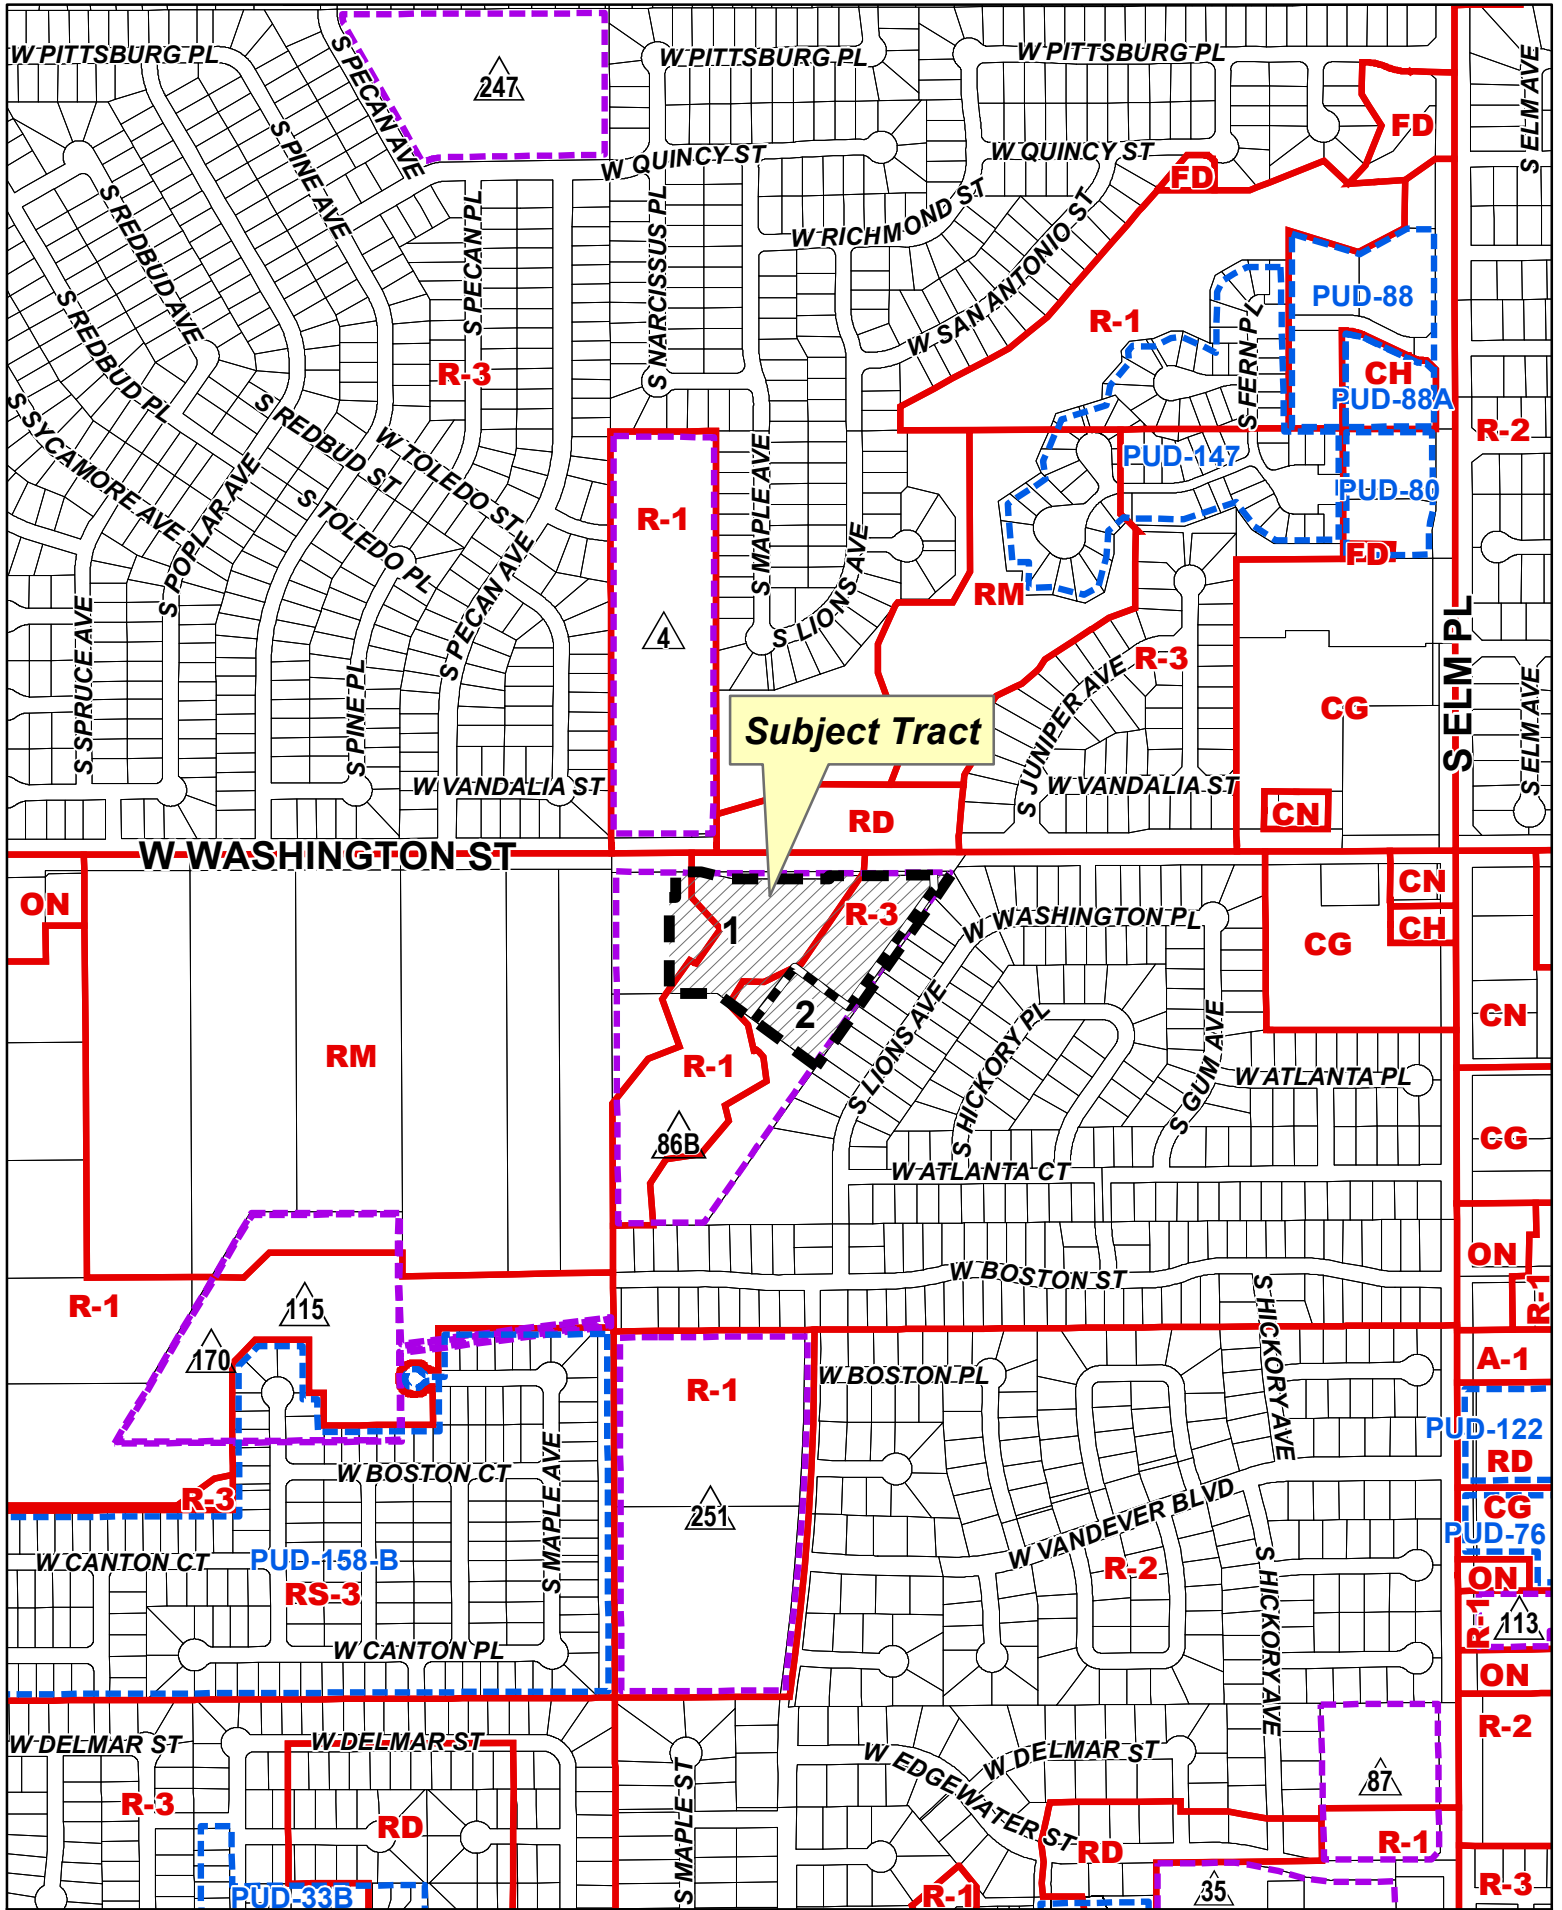 W PITTSBURG PL
S PECAN AVE
247
W PITTSBURG PL
W PITTSBURG PL
S ELM AVE
FD
S PINE AVE
W QUINCY ST
W QUINCY ST
FD
S REDBUD AVE
S PECAN PL
S NARCISSUS PL
W RICHMOND ST
W SAN ANTONIO ST
S REDBUD PL
R-3
R-1
PUD-88
S FERN PL
CH
PUD-88A
R-2
S SYCAMORE AVE
S REDBUD ST
W TOLEDO ST
S POPLAR AVE
S TOLEDO PL
S PECAN AVE
R-1
S MAPLE AVE
S LIONS AVE
PUD-147
PUD-80
FD
RM
S SPRUCE AVE
4
S PINE PL
R-3
S JUNIPER AVE
CG
S ELM PL
S ELM AVE
Subject Tract
W VANDALIA ST
W VANDALIA ST
RD
CN
W WASHINGTON ST
ON
1
R-3
W WASHINGTON PL
CN
CH
CG
2
CN
RM
R-1
S LIONS AVE
S HICKORY PL
S GUM AVE
W ATLANTA PL
86B
W ATLANTA CT
CG
R-1
115
170
W BOSTON ST
S HICKORY AVE
ON
R-1
R-1
W BOSTON PL
A-1
PUD-122
RD
W BOSTON CT
S MAPLE AVE
R-3
251
W VANDEVER BLVD
CG
PUD-76
W CANTON CT
PUD-158-B
RS-3
R-2
S HICKORY AVE
ON
R-1
113
W CANTON PL
ON
W DELMAR ST
W DELMAR ST
R-3
RD
PUD-33B
S MAPLE ST
W EDGEWATER ST
W DELMAR ST
87
R-2
RD
R-1
R-1
35
R-3